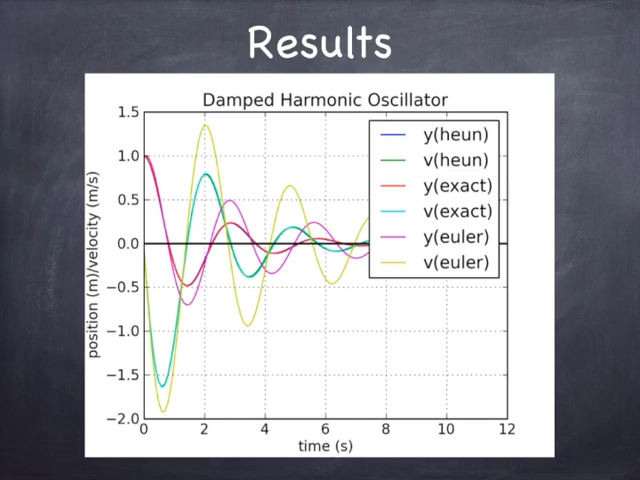 Results
Damped Harmonic Oscillator
1.5
1.0
0.5
0.0
−0.5
−1.0
−1.5
−2.0
position (m)/velocity (m/s)
y(heun)
v(heun)
y(exact)
v(exact)
y(euler)
v(euler)
0 2 4 6 8 10 12
time (s)